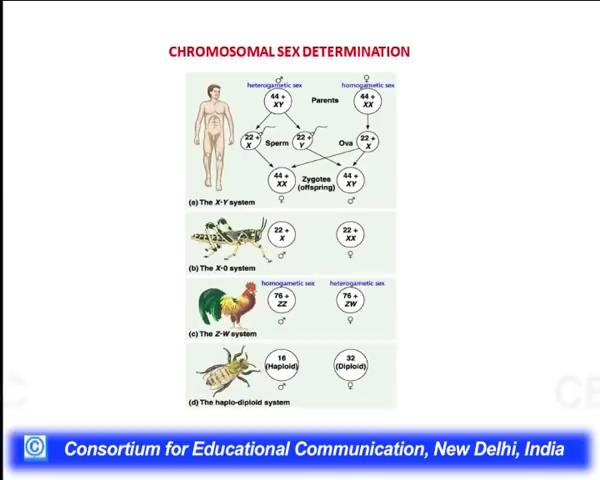 CHROMOSOMAL SEX DETERMINATION
♂ ♀
heterogametic sex homogametic sex
44 + XY Parents 44 + XX
22 + X Sperm 22 + Y Ova 22 + X
44 + XX Zygotes (offspring) 44 + XY
♀ ♂
(a) The X-Y system
22 + X 22 + XX
♂ ♀
(b) The X-0 system
homogametic sex heterogametic sex
76 + ZZ 76 + ZW
♂ ♀
(c) The Z-W system
16 (Haploid) 32 (Diploid)
♂ ♀
(d) The haplo-diploid system
© Consortium for Educational Communication, New Delhi, India